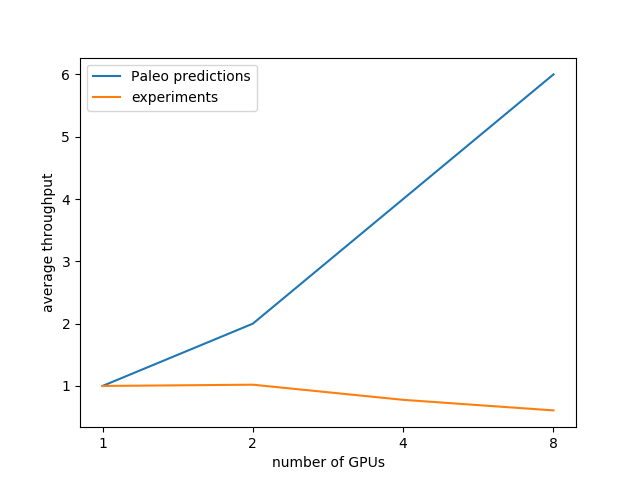 Paleo predictions
experiments
6
5
4
3
2
1
average throughput
1 2 4 8
number of GPUs